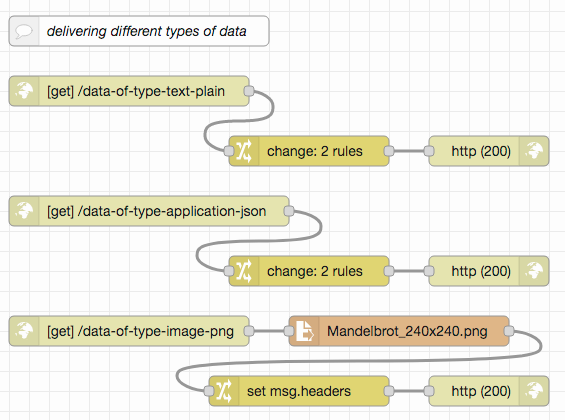 delivering different types of data
[get] /data-of-type-text-plain
change: 2 rules
http (200)
[get] /data-of-type-application-json
change: 2 rules
http (200)
[get] /data-of-type-image-png
Mandelbrot_240x240.png
set msg.headers
http (200)